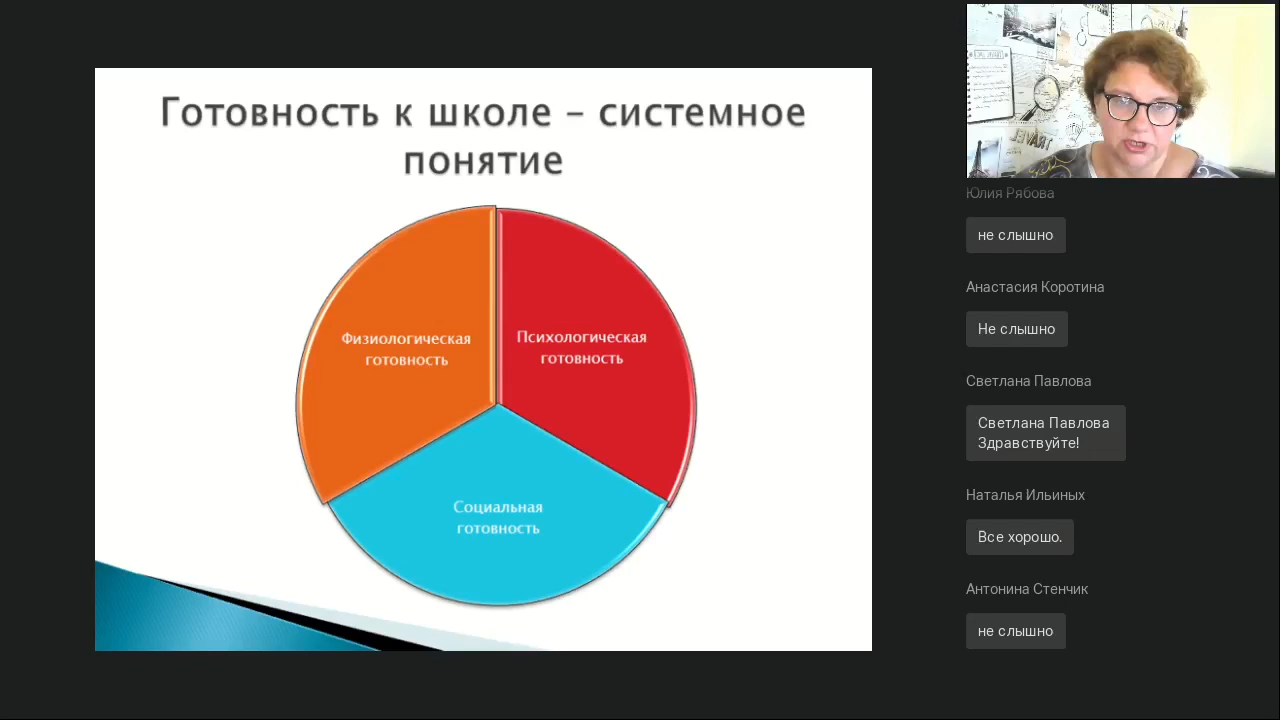 Готовность к школе – системное
понятие
Физиологическая
готовность
Психологическая
готовность
Социальная
готовность
TRAVEL
Юлия Рябова
не слышно
Анастасия Коротина
Не слышно
Светлана Павлова
Светлана Павлова
Здравствуйте!
Наталья Ильиных
Все хорошо.
Антонина Стенчик
не слышно